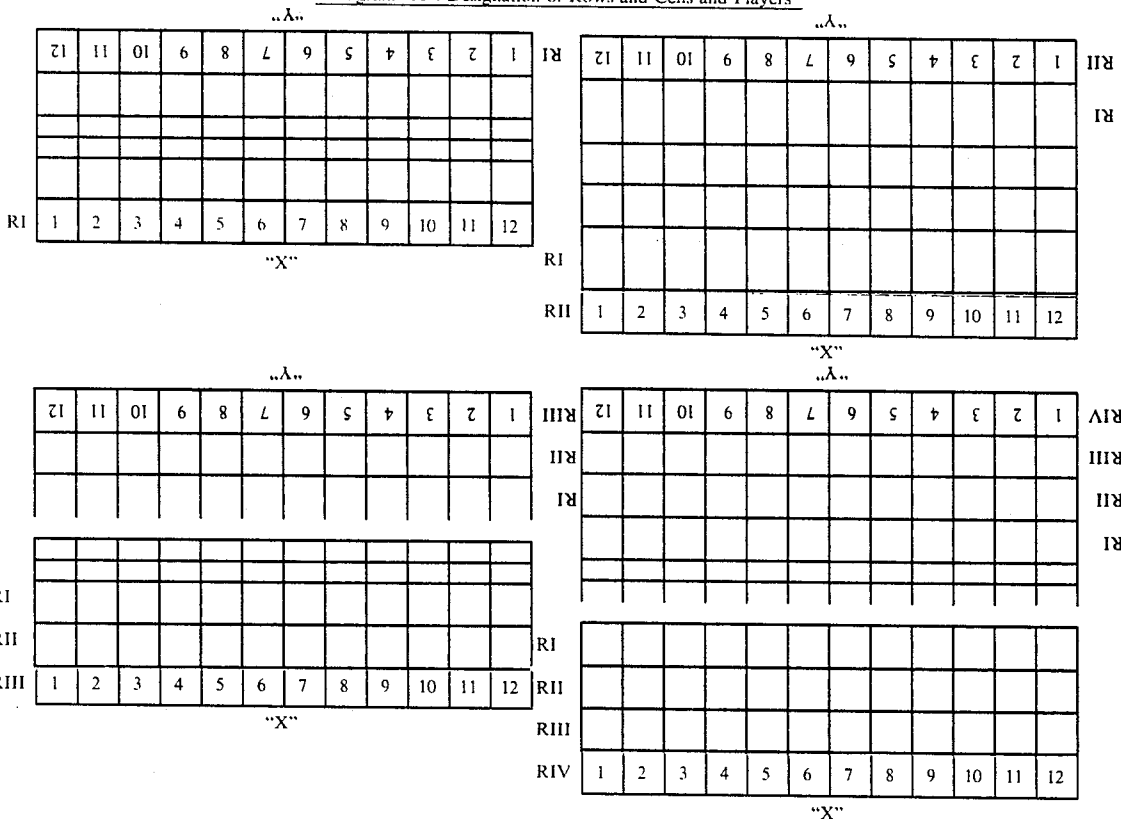 Designation of Rows and Cells and Players
"Y"
12 11 10 9 8 7 6 5 4 3 2 1 RI
RI 1 2 3 4 5 6 7 8 9 10 11 12
"X"
"Y"
12 11 10 9 8 7 6 5 4 3 2 1 RII
RI
RI
RII 1 2 3 4 5 6 7 8 9 10 11 12
"X"
"Y"
12 11 10 9 8 7 6 5 4 3 2 1 RIII
RII
RI
RI
RII
RIII 1 2 3 4 5 6 7 8 9 10 11 12
"X"
"Y"
12 11 10 9 8 7 6 5 4 3 2 1 RIV
RIII
RII
RI
RI
RII
RIII
RIV 1 2 3 4 5 6 7 8 9 10 11 12
"X"